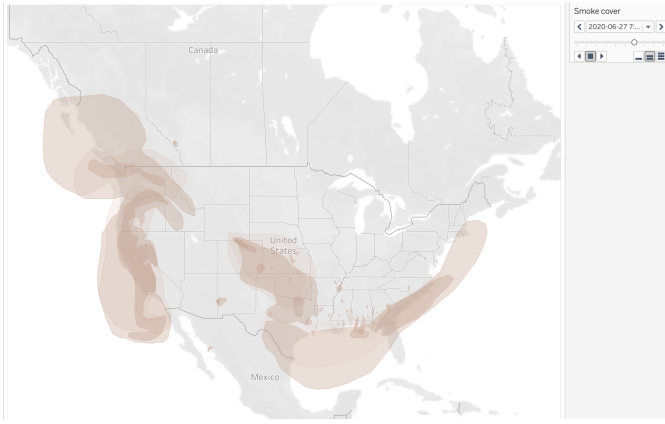 Smoke cover
2020-06-27 7:...
Canada
United
States
Mexico